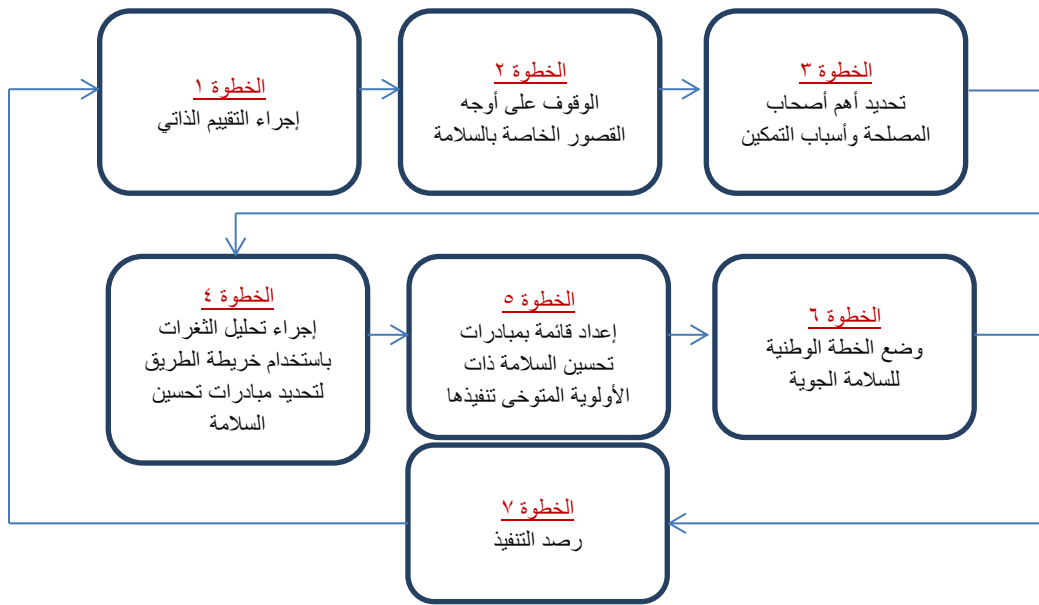 الخطوة ١
إجراء التقييم الذاتي
الخطوة ٢
الوقوف على أوجه
القصور الخاصة بالسلامة
الخطوة ٣
تحديد أهم أصحاب
المصلحة وأسباب التمكين
الخطوة ٤
إجراء تحليل الثغرات
باستخدام خريطة الطريق
لتحديد مبادرات تحسين
السلامة
الخطوة ٥
إعداد قائمة بمبادرات
تحسين السلامة ذات
الأولوية المتوخى تنفيذها
الخطوة ٦
وضع الخطة الوطنية
للسلامة الجوية
الخطوة ٧
رصد التنفيذ